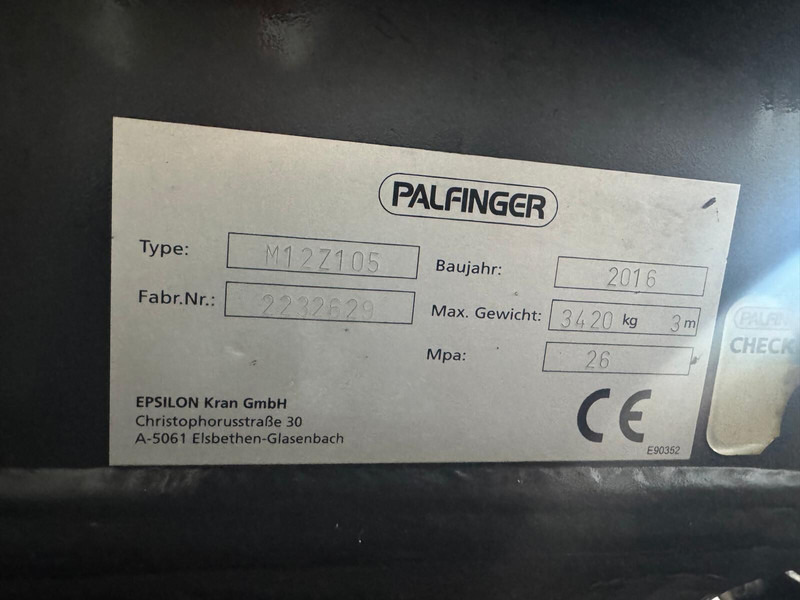 PALFINGER
Type: M12Z105
Baujahr: 2016
Fabr.Nr.: 2232629
Max. Gewicht: 3420 kg 3 m
Mpa: 26
EPSILON Kran GmbH
Christophorusstraße 30
A-5061 Elsbethen-Glasenbach
CE
E90352
CHECK